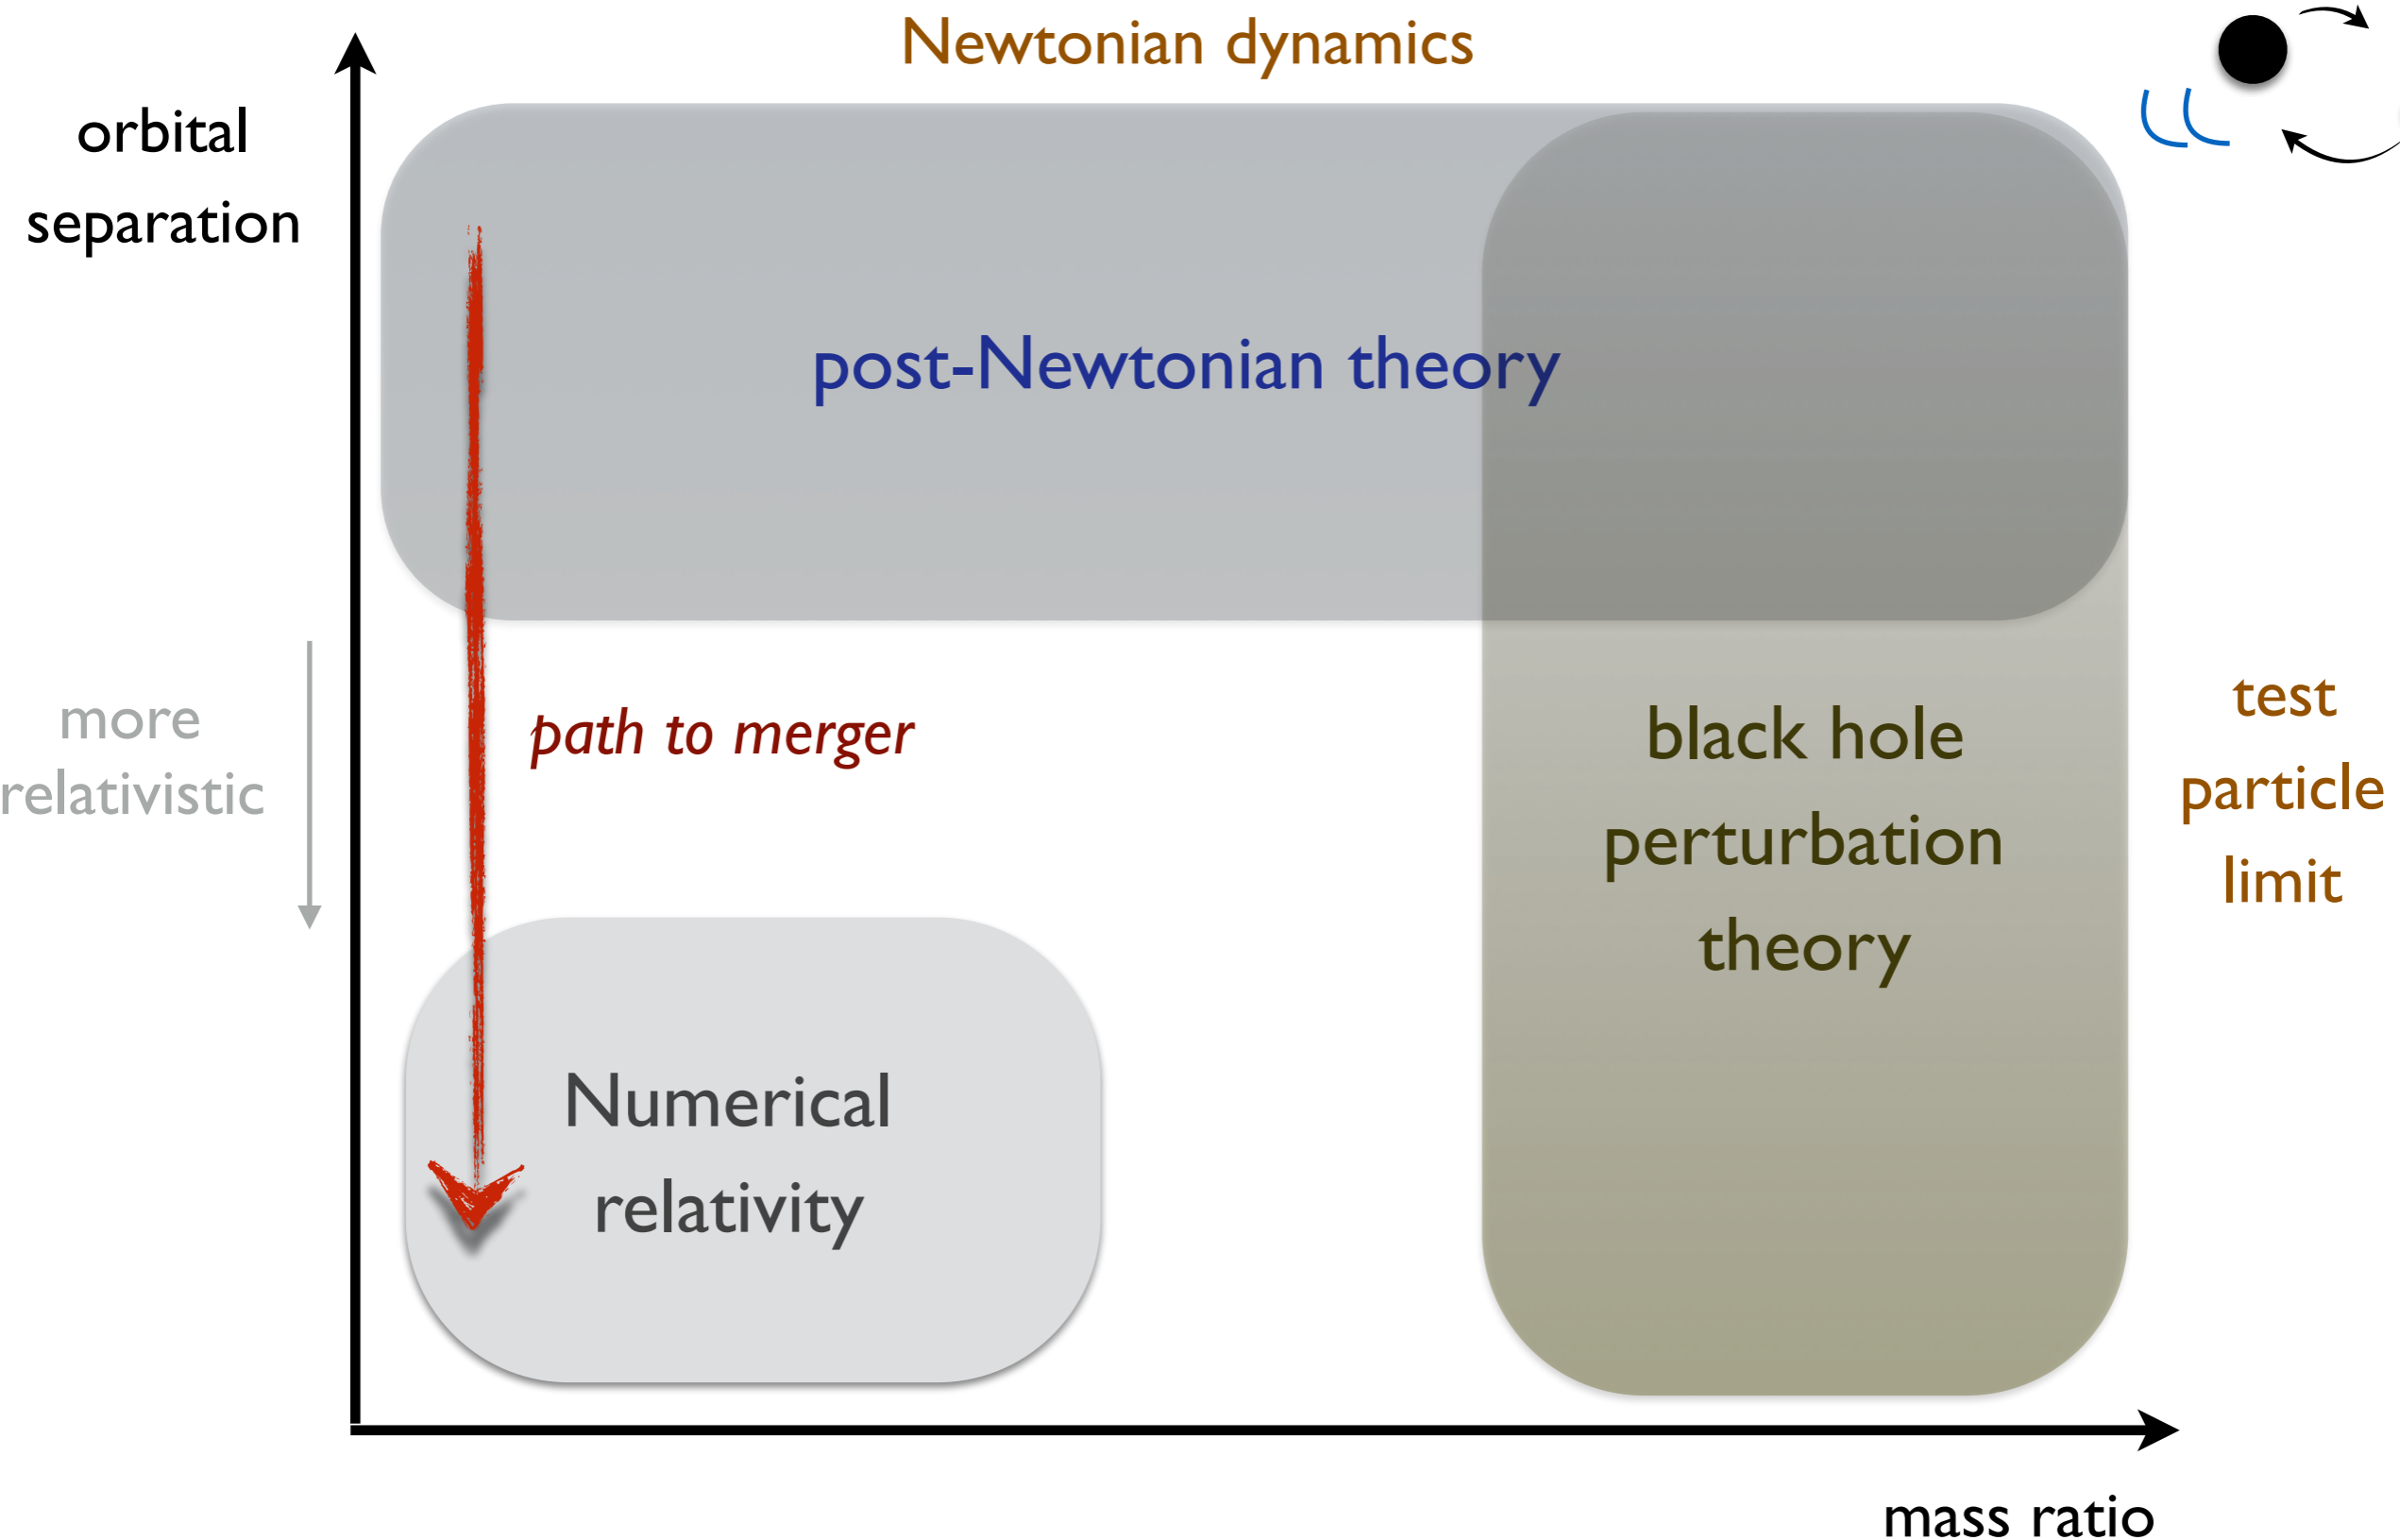 Newtonian dynamics
orbital
separation
post-Newtonian theory
more
relativistic
path to merger
black hole
perturbation
theory
test
particle
limit
Numerical
relativity
mass ratio